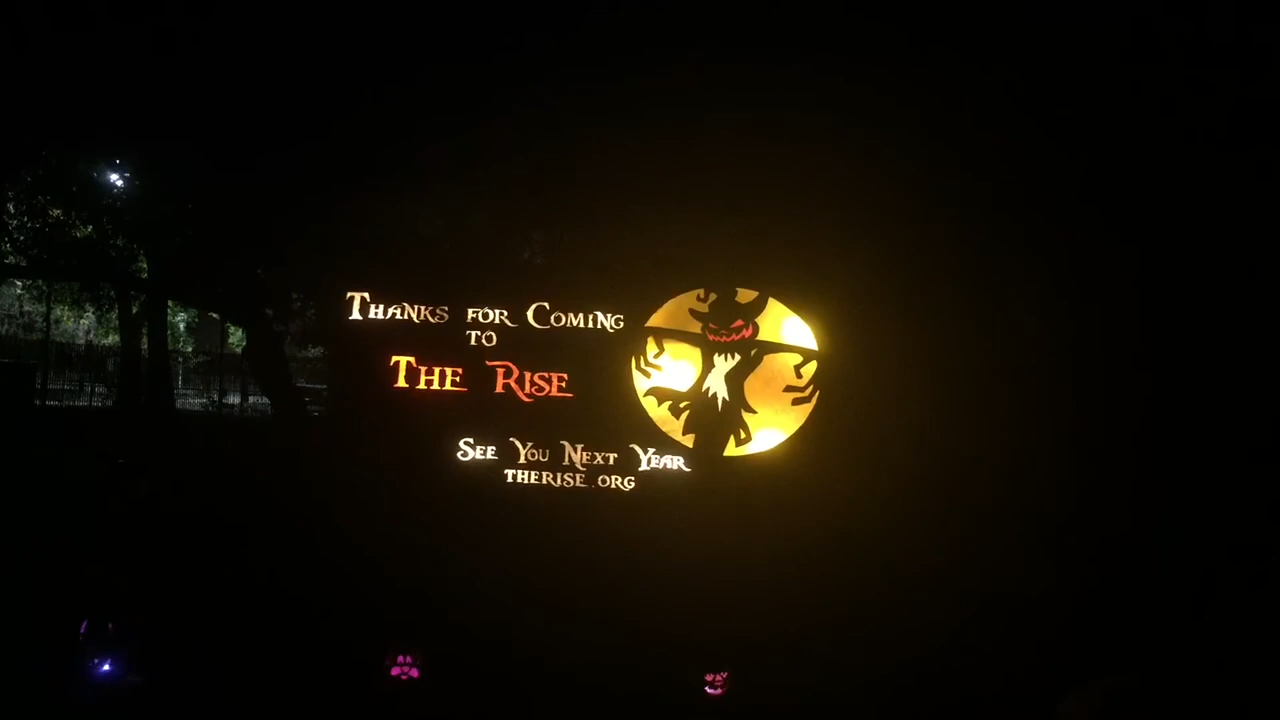 Thanks for Coming
to
The Rise
See You Next Year
therise.org